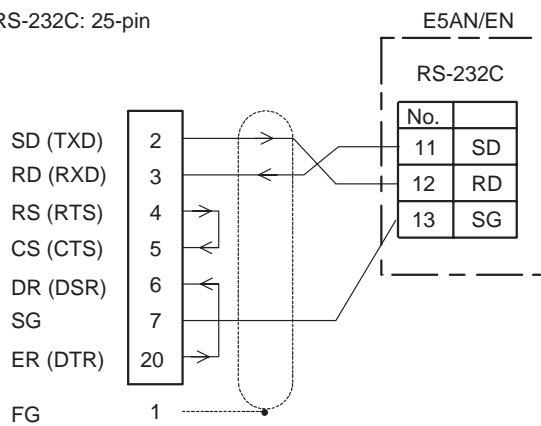 RS-232C: 25-pin
E5AN/EN
RS-232C
No.
SD (TXD) 2
11 SD
RD (RXD) 3
12 RD
RS (RTS) 4
13 SG
CS (CTS) 5
DR (DSR) 6
SG 7
ER (DTR) 20
FG 1